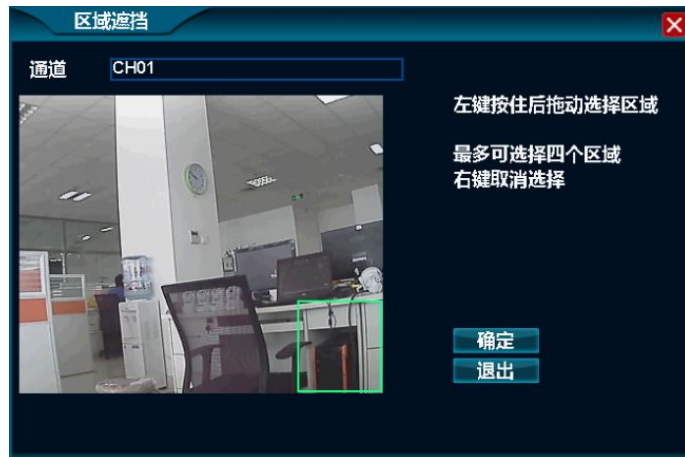 区域遮挡
通道 CH01
左键按住后拖动选择区域
最多可选择四个区域
右键取消选择
确定
退出